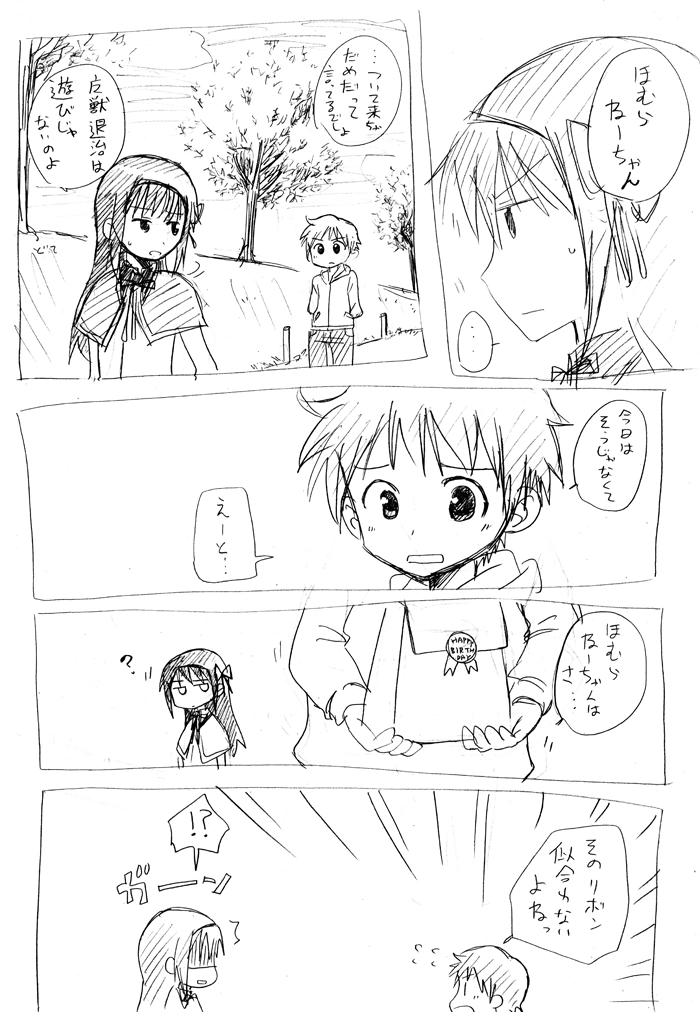 ほむら
ねーちゃん
…
…ついて来ちゃ
だめだって
言ってるでしょ
魔獣退治は
遊びじゃ
ないのよ
今日は
そうじゃなくて
えーと…
ほむら
ねーちゃんは
さ…
HAPPY
BIRTH
DAY
?
そのリボン
似合わない
よねっ
!?
ガーン